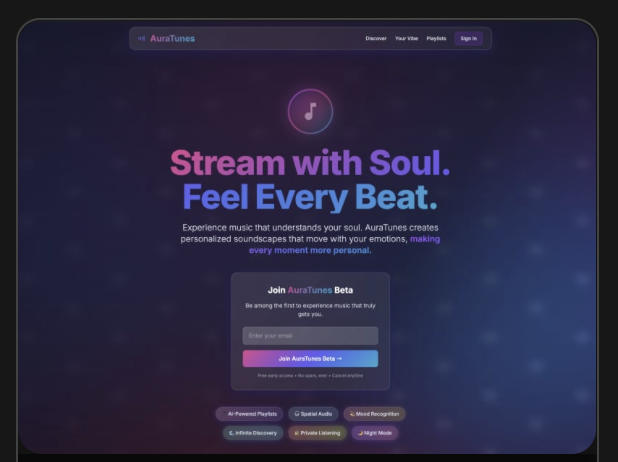 AuraTunes
Discover Your Vibe Playlists Sign In
Stream with Soul.
Feel Every Beat.
Experience music that understands your soul. AuraTunes creates
personalized soundscapes that move with your emotions, making
every moment more personal.
Join AuraTunes Beta
Be among the first to experience music that truly
gets you.
Enter your email
Join AuraTunes Beta →
Free early access • No spam, ever • Cancel anytime
AI-Powered Playlists Spatial Audio Mood Recognition
Infinite Discovery Private Listening Night Mode